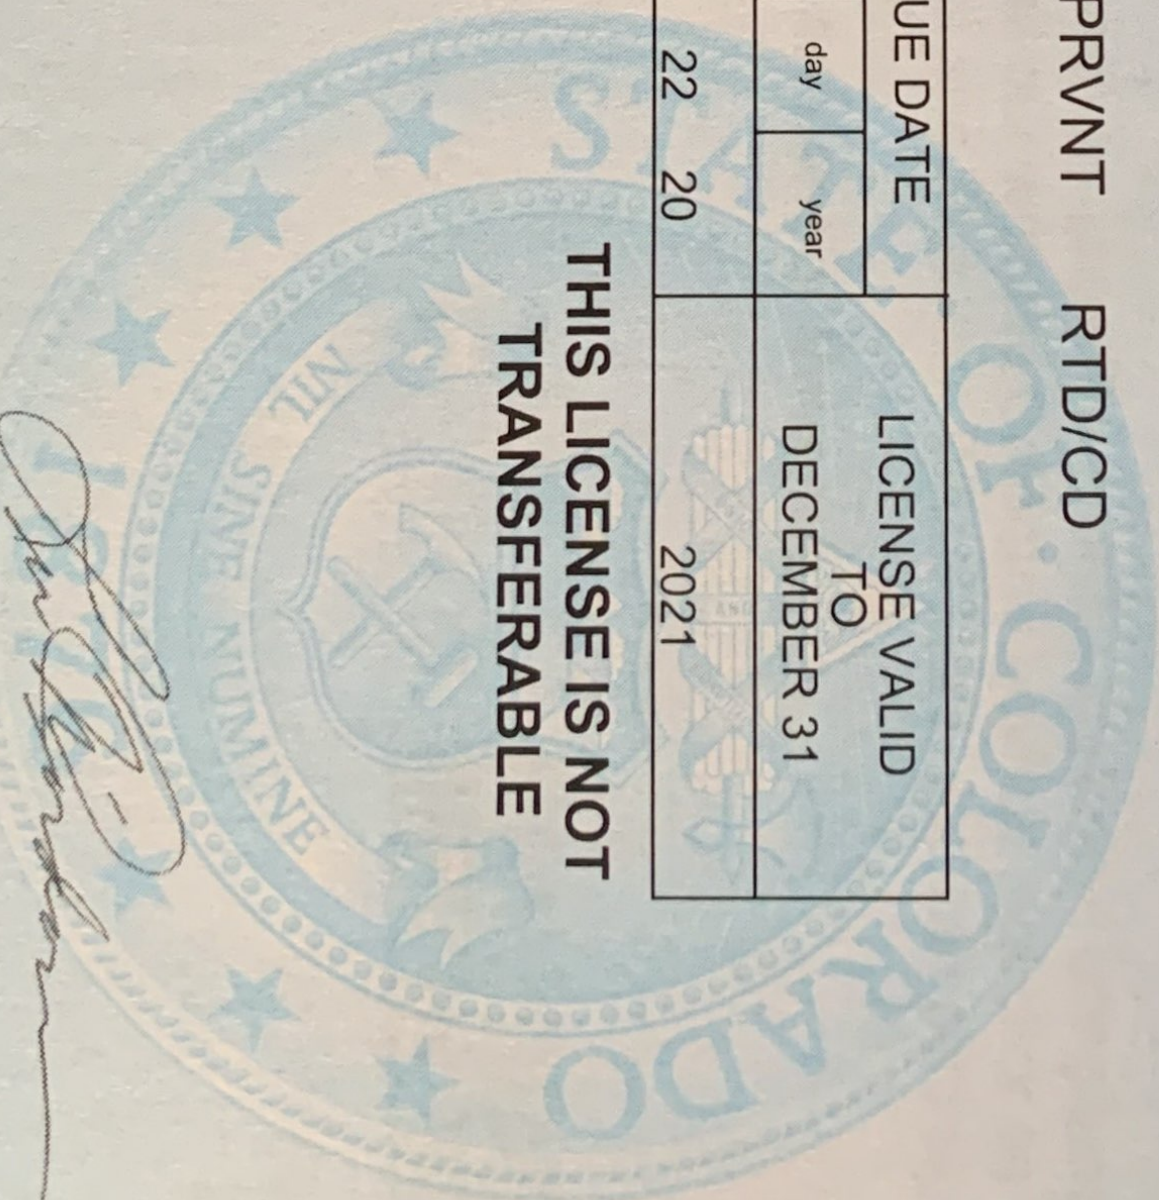 PRVNT RTD/CD
UE DATE
day year
LICENSE VALID
TO
DECEMBER 31
22 20 2021
THIS LICENSE IS NOT
TRANSFERABLE
STATE OF COLORADO
NIL SINE NUMINE